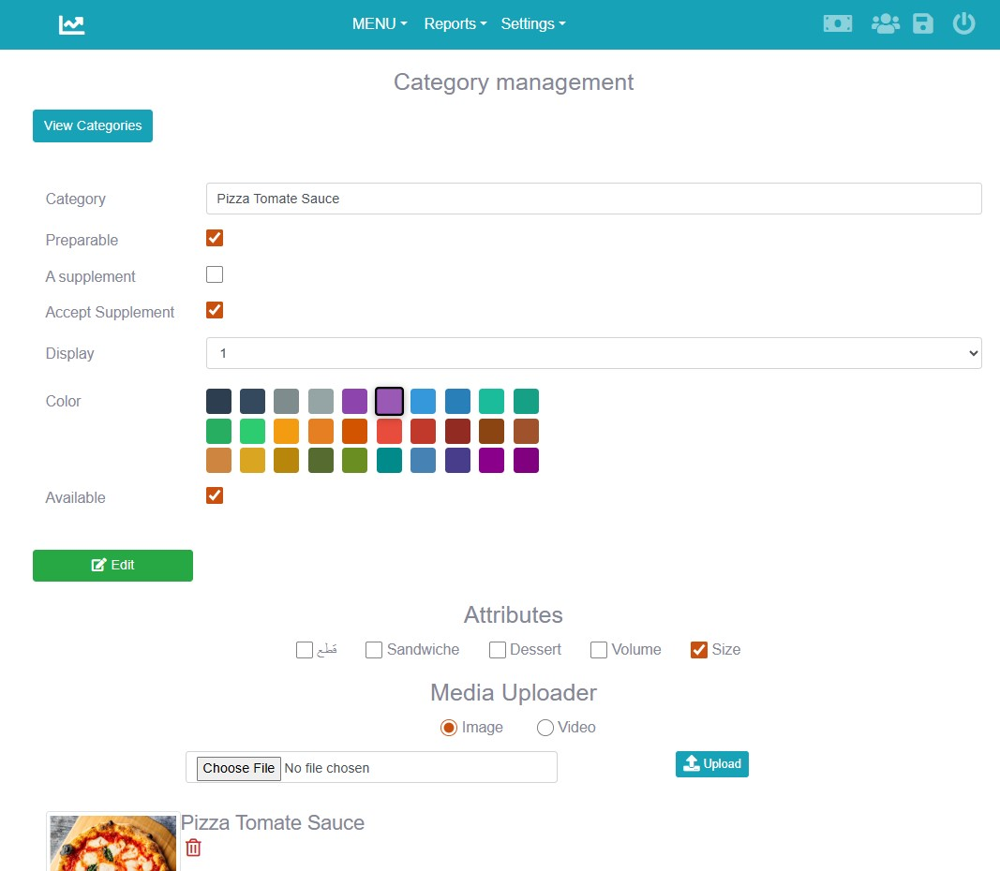 MENU Reports Settings
Category management
View Categories
Category Pizza Tomate Sauce
Preparable
A supplement
Accept Supplement
Display 1
Color
Available
Edit
Attributes
قطع Sandwiche Dessert Volume Size
Media Uploader
Image Video
Choose File No file chosen Upload
Pizza Tomate Sauce